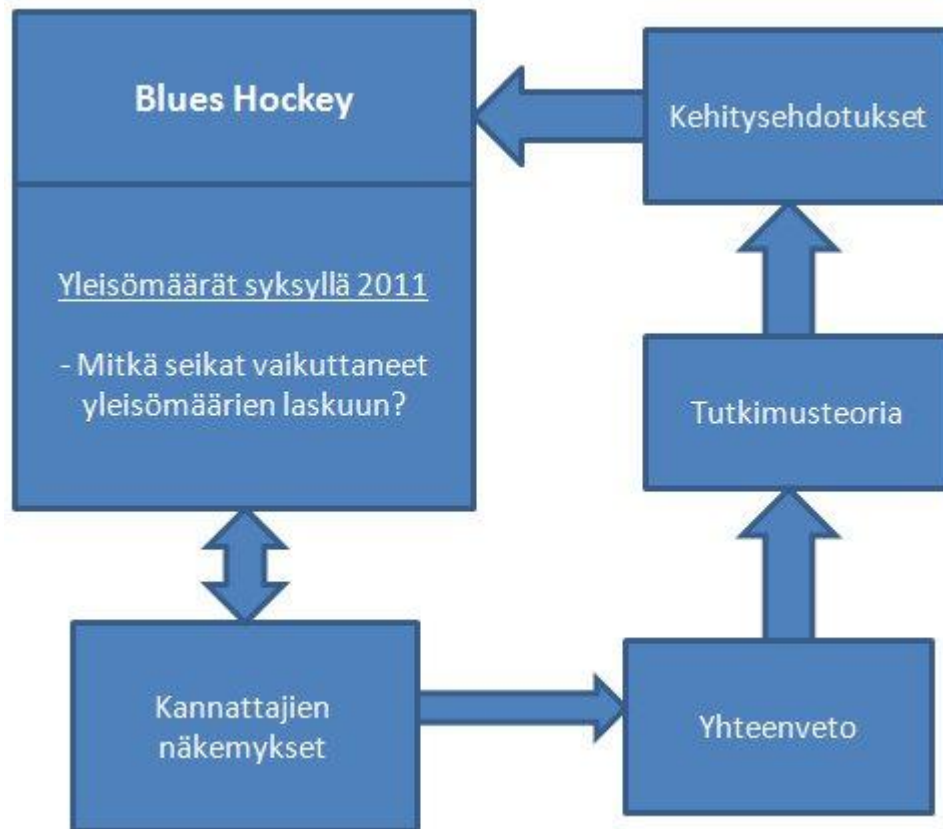 Blues Hockey
Yleisömäärät syksyllä 2011
- Mitkä seikat vaikuttaneet
yleisömäärien laskuun?
Kehitysehdotukset
Tutkimusteoria
Kannattajien
näkemykset
Yhteenveto